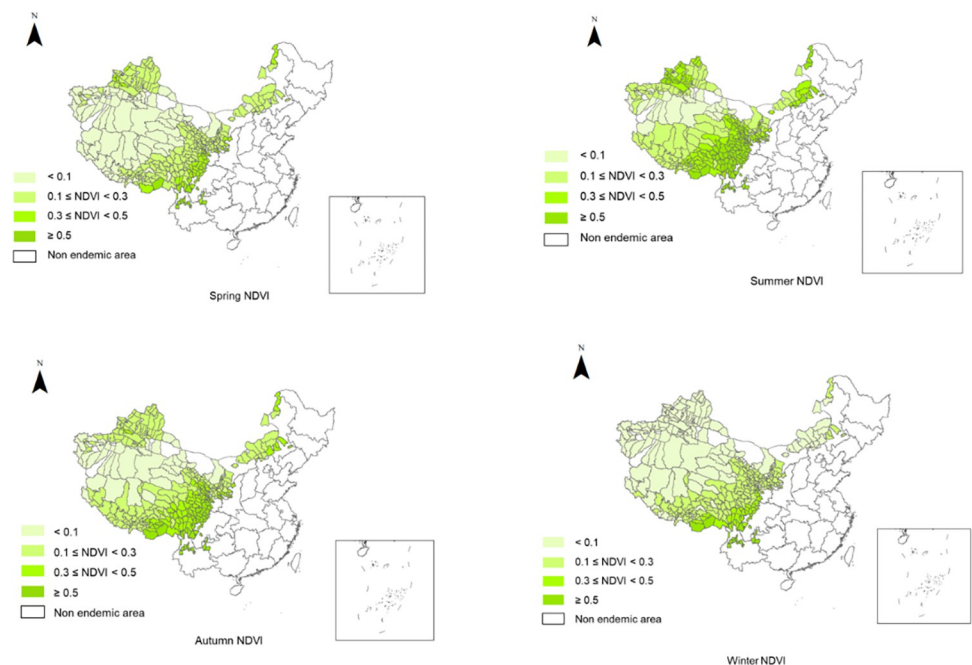 N
< 0.1
0.1 ≤ NDVI < 0.3
0.3 ≤ NDVI < 0.5
≥ 0.5
Non endemic area
Spring NDVI
N
< 0.1
0.1 ≤ NDVI < 0.3
0.3 ≤ NDVI < 0.5
≥ 0.5
Non endemic area
Summer NDVI
N
< 0.1
0.1 ≤ NDVI < 0.3
0.3 ≤ NDVI < 0.5
≥ 0.5
Non endemic area
Autumn NDVI
N
< 0.1
0.1 ≤ NDVI < 0.3
0.3 ≤ NDVI < 0.5
≥ 0.5
Non endemic area
Winter NDVI